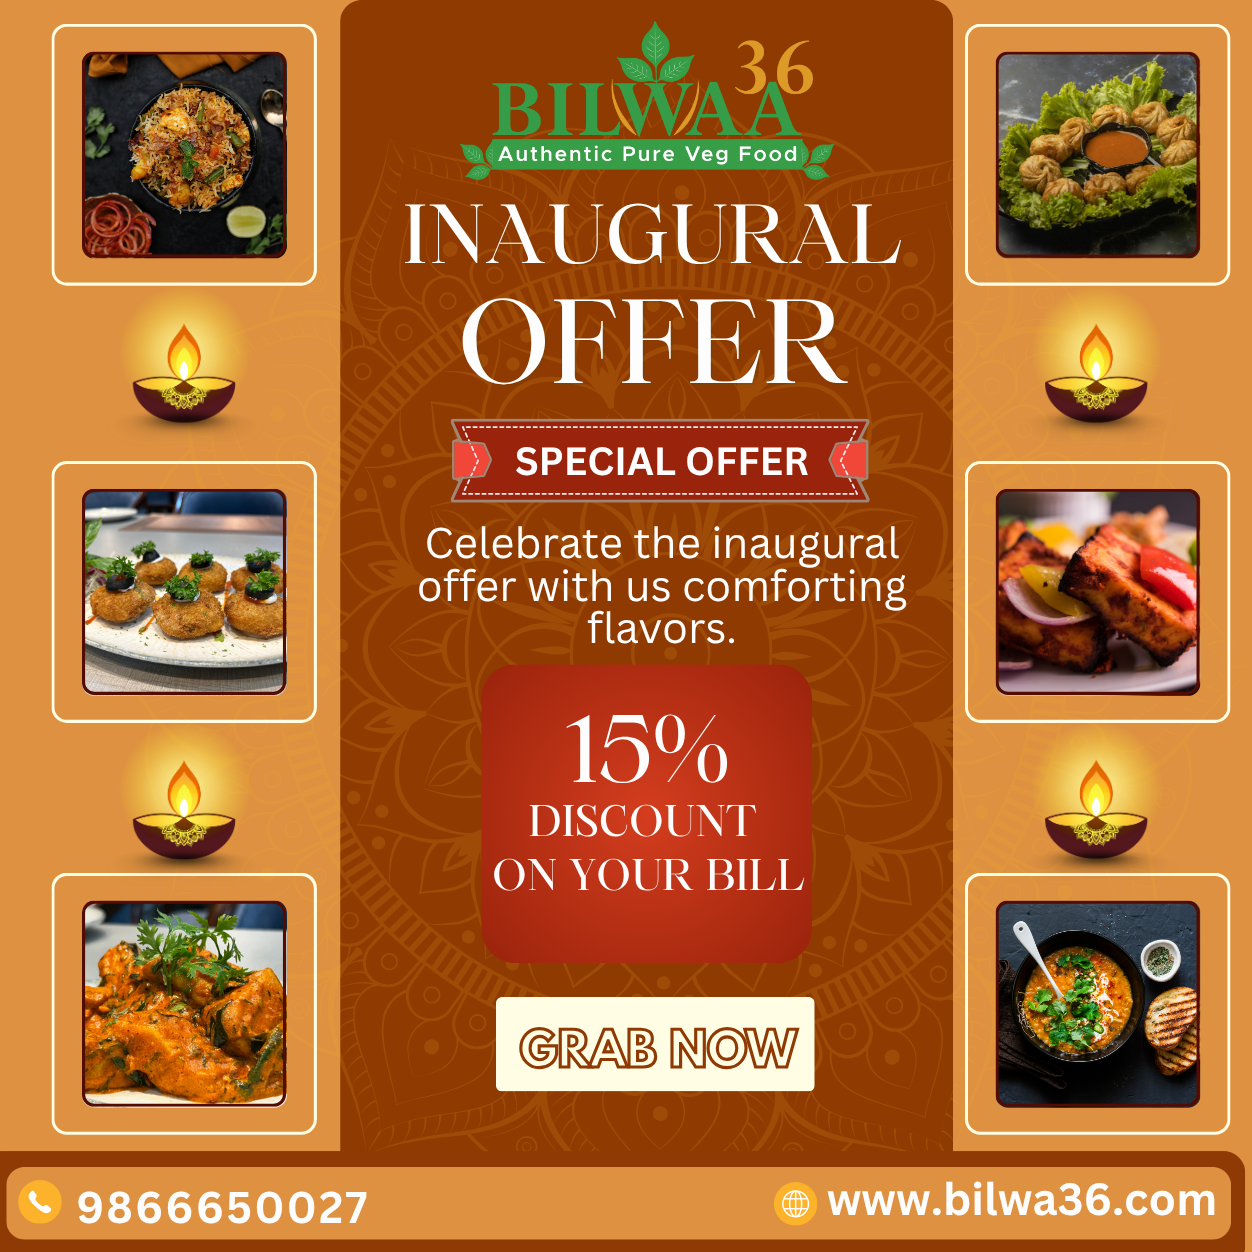 BILWAA 36
Authentic Pure Veg Food
INAUGURAL
OFFER
SPECIAL OFFER
Celebrate the inaugural
offer with us comforting
flavors.
15%
DISCOUNT
ON YOUR BILL
GRAB NOW
9866650027
www.bilwa36.com